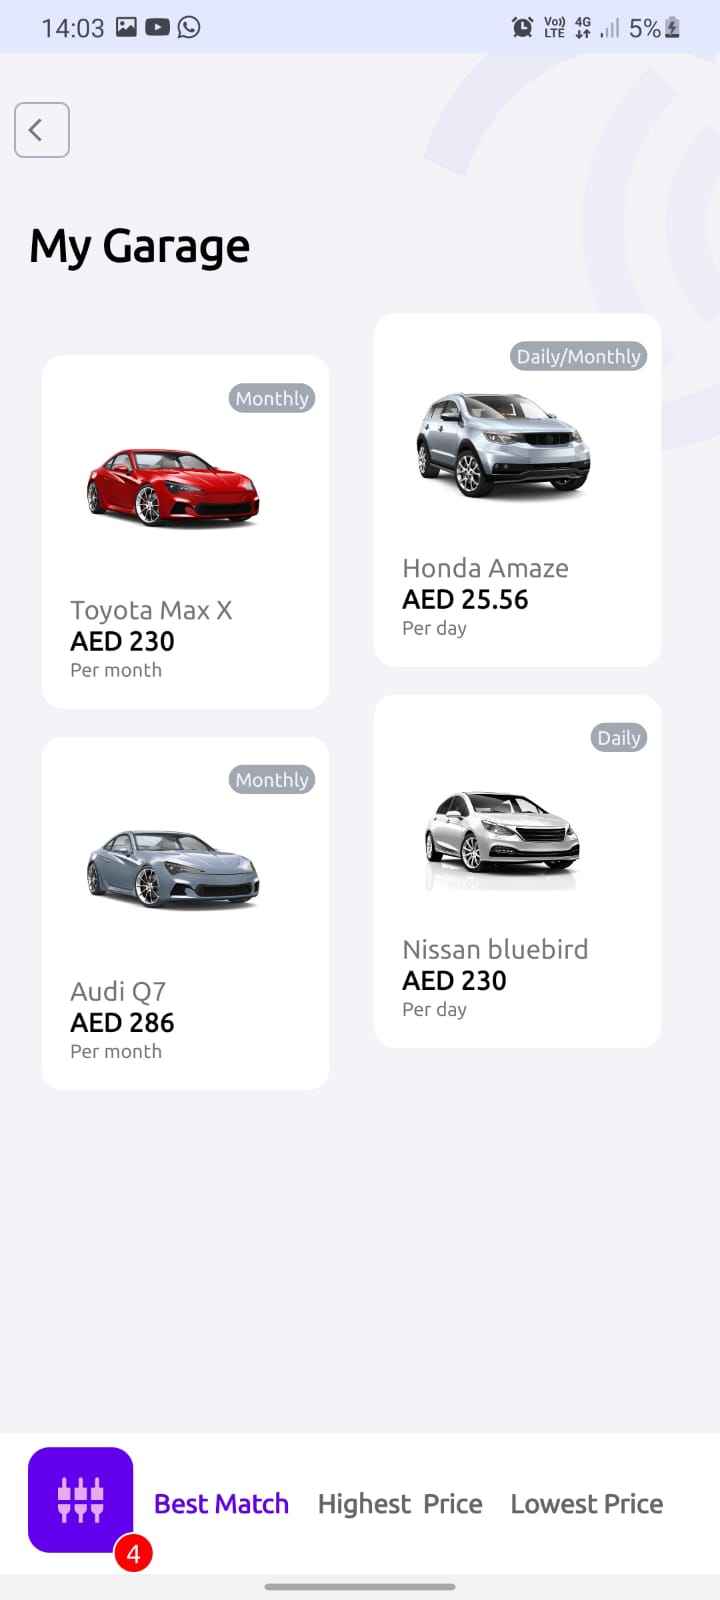 14:03
Vo)) LTE 4G 5%
My Garage
Monthly
Toyota Max X
AED 230
Per month
Daily/Monthly
Honda Amaze
AED 25.56
Per day
Monthly
Audi Q7
AED 286
Per month
Daily
Nissan bluebird
AED 230
Per day
Best Match Highest Price Lowest Price
4